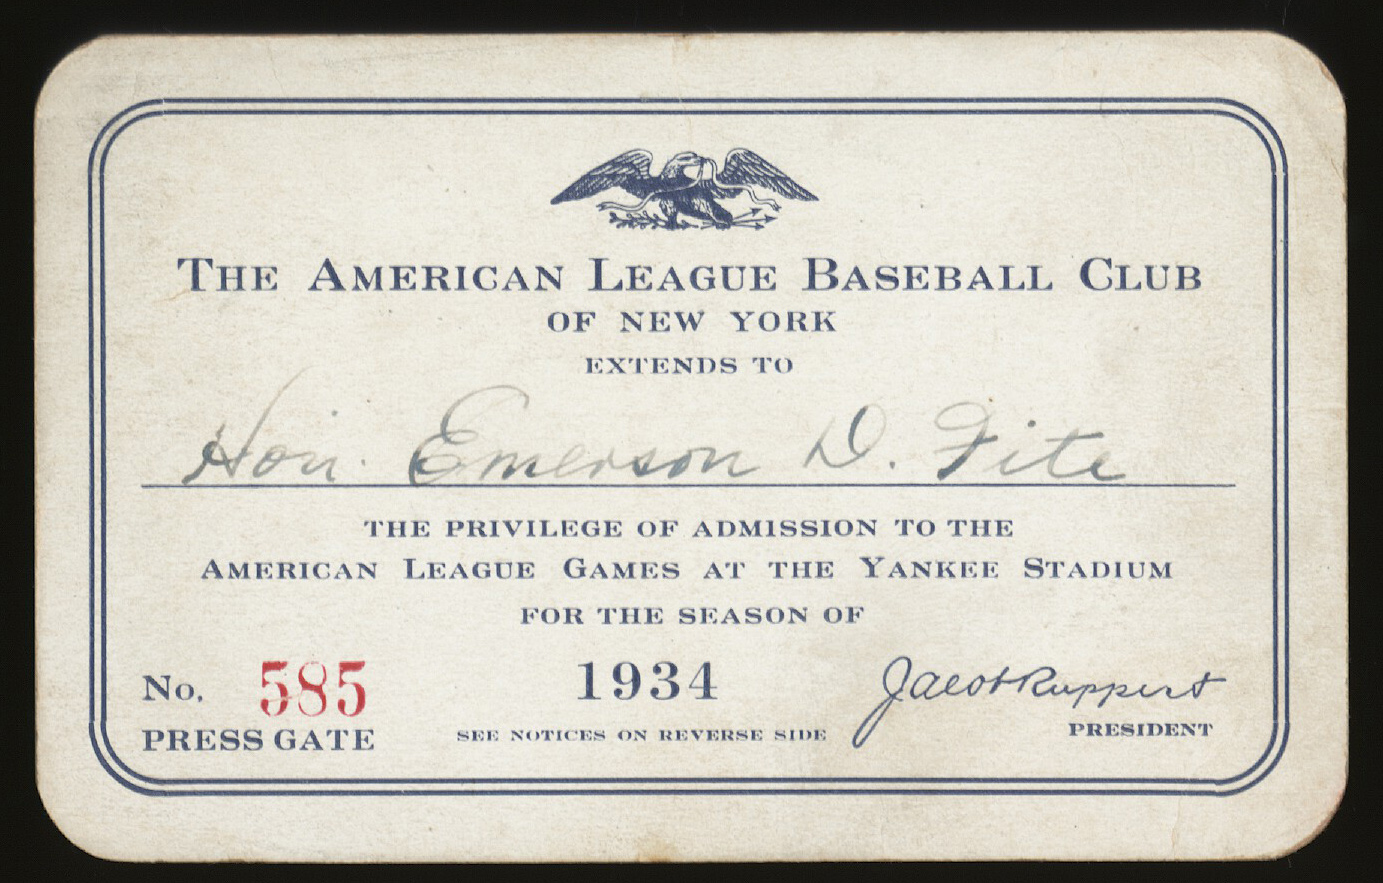 THE AMERICAN LEAGUE BASEBALL CLUB
OF NEW YORK
EXTENDS TO
Hon. Emerson D. Fite
THE PRIVILEGE OF ADMISSION TO THE
AMERICAN LEAGUE GAMES AT THE YANKEE STADIUM
FOR THE SEASON OF
No. 585
PRESS GATE
1934
SEE NOTICES ON REVERSE SIDE
Jacob Ruppert
PRESIDENT